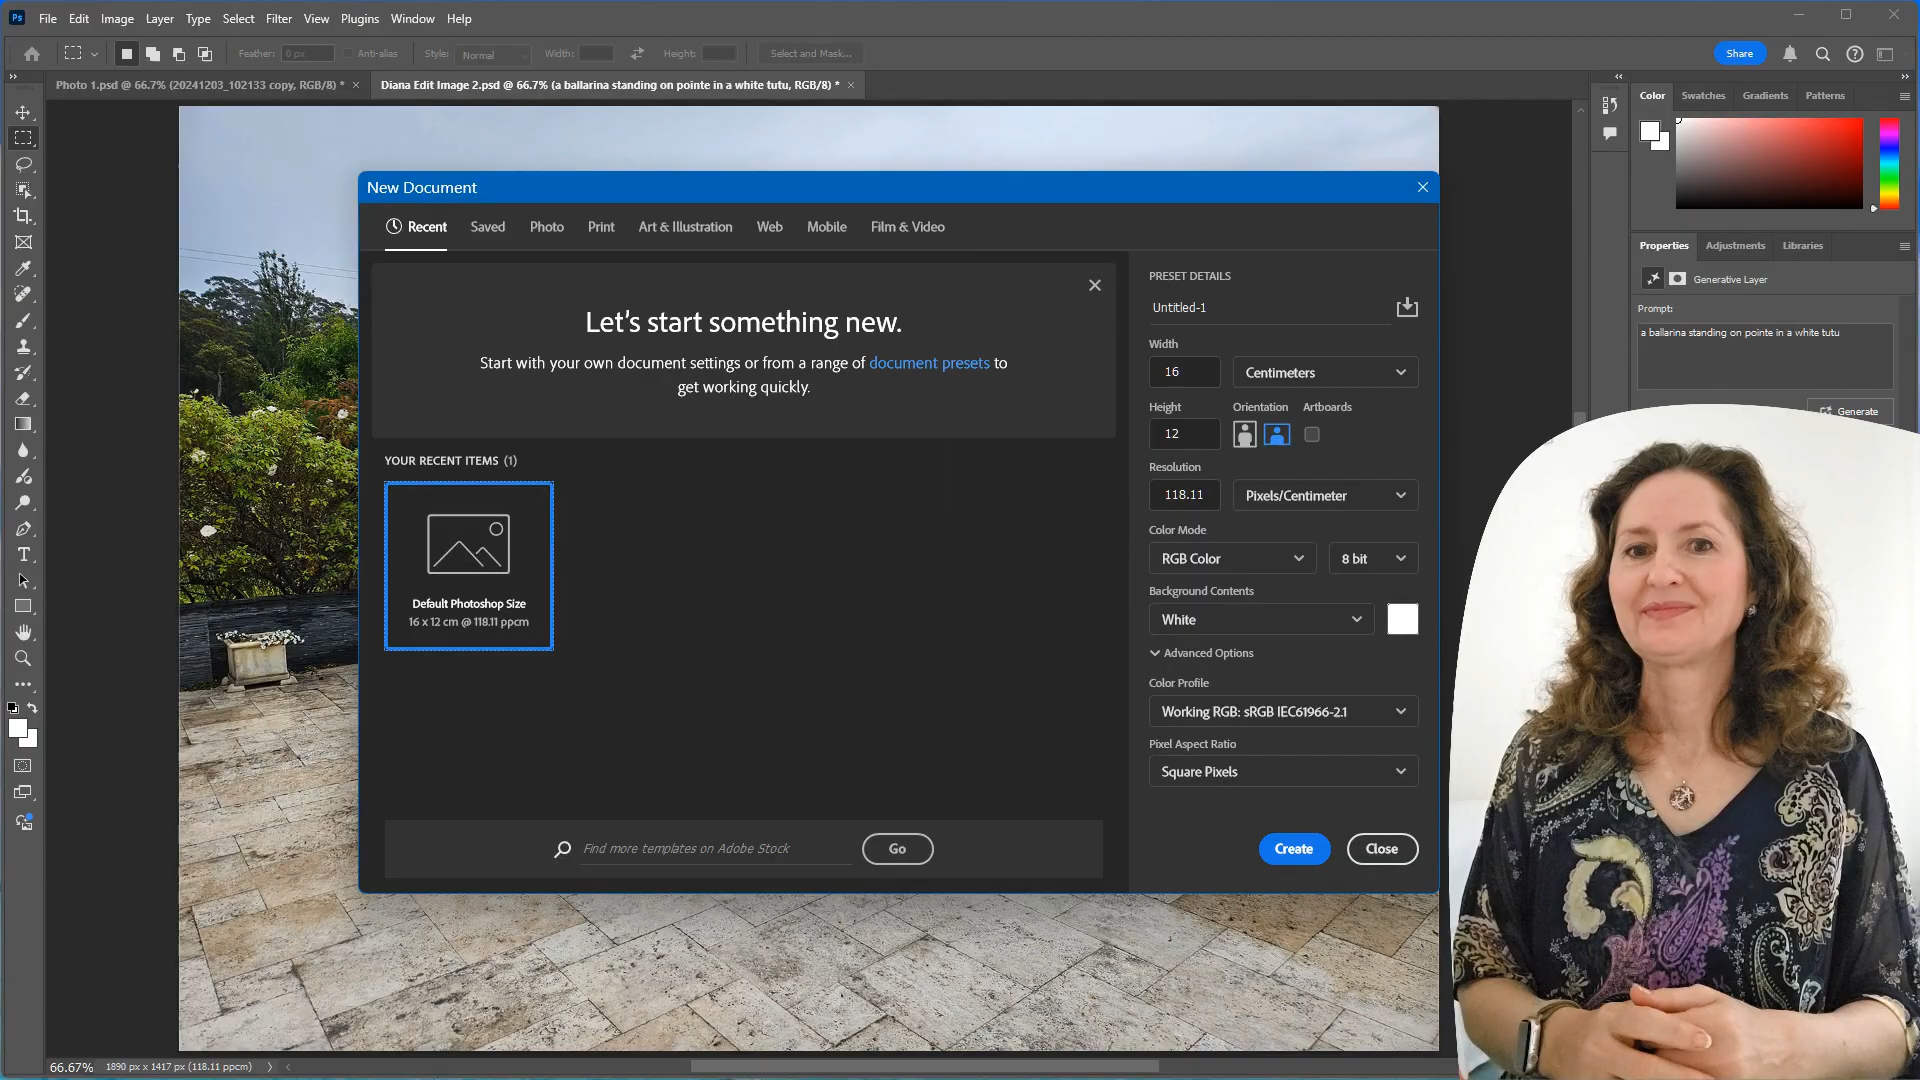 Ps File Edit Image Layer Type Select Filter View Plugins Window Help
Feather: 0 px Anti-alias Style: Normal Width: Height: Select and Mask... Share
Photo 1.psd @ 66.7% (20241203_102133 copy, RGB/8) *
Diana Edit Image 2.psd @ 66.7% (a ballarina standing on pointe in a white tutu, RGB/8) *
Color Swatches Gradients Patterns
New Document
Recent Saved Photo Print Art & Illustration Web Mobile Film & Video
Let's start something new.
Start with your own document settings or from a range of document presets to
get working quickly.
YOUR RECENT ITEMS (1)
Default Photoshop Size
16 x 12 cm @ 118.11 ppcm
Find more templates on Adobe Stock Go
PRESET DETAILS
Untitled-1
Width
16 Centimeters
Height Orientation Artboards
12
Resolution
118.11 Pixels/Centimeter
Color Mode
RGB Color 8 bit
Background Contents
White
Advanced Options
Color Profile
Working RGB: sRGB IEC61966-2.1
Pixel Aspect Ratio
Square Pixels
Create Close
Properties Adjustments Libraries
Generative Layer
Prompt:
a ballarina standing on pointe in a white tutu
Generate
66.67% 1890 px x 1417 px (118.11 ppcm)